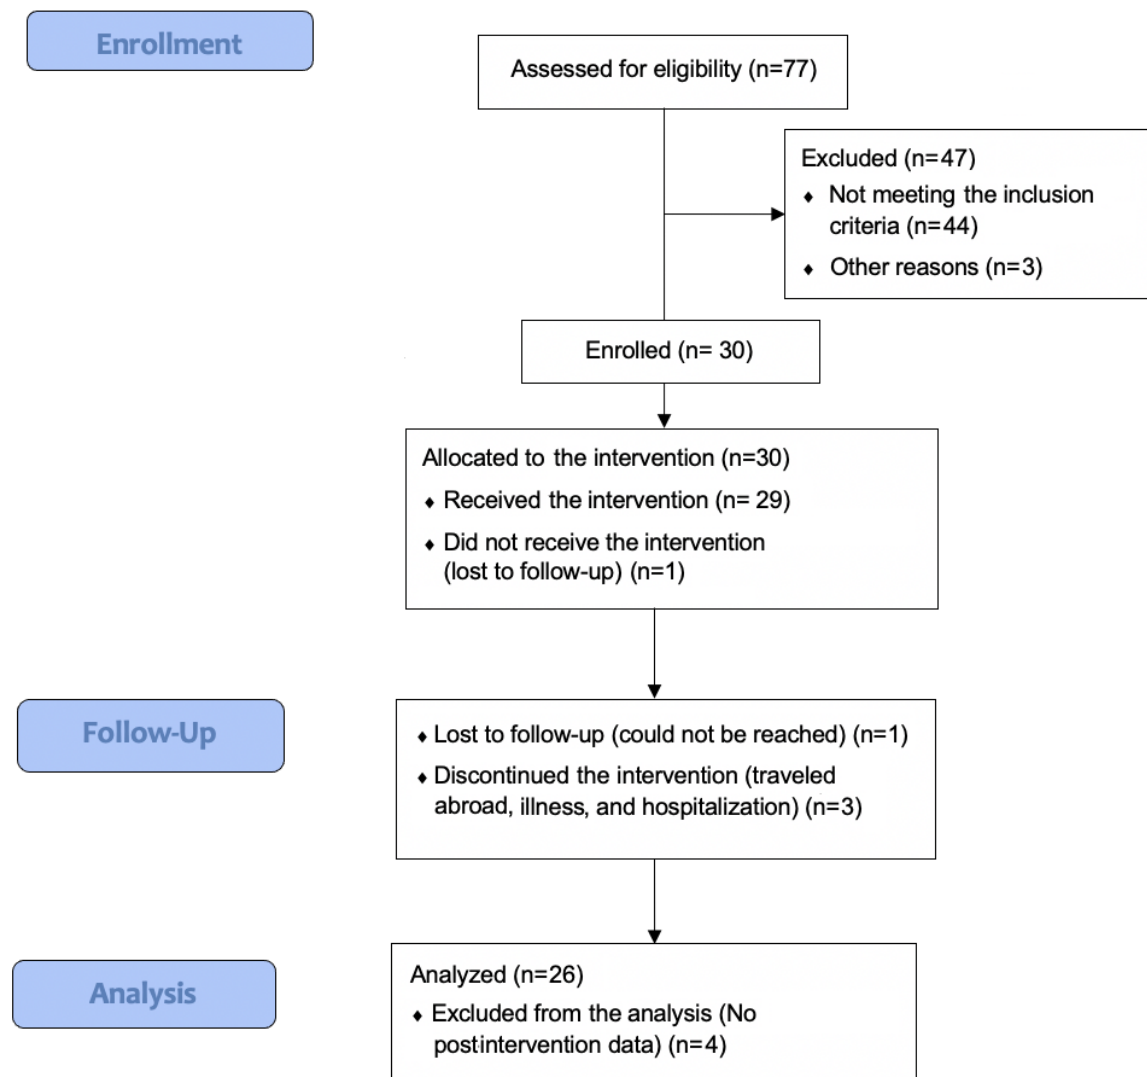 Enrollment
Assessed for eligibility (n=77)
Excluded (n=47)
♦ Not meeting the inclusion
criteria (n=44)
♦ Other reasons (n=3)
Enrolled (n= 30)
Allocated to the intervention (n=30)
♦ Received the intervention (n= 29)
♦ Did not receive the intervention
(lost to follow-up) (n=1)
Follow-Up
♦ Lost to follow-up (could not be reached) (n=1)
♦ Discontinued the intervention (traveled
abroad, illness, and hospitalization) (n=3)
Analysis
Analyzed (n=26)
♦ Excluded from the analysis (No
postintervention data) (n=4)